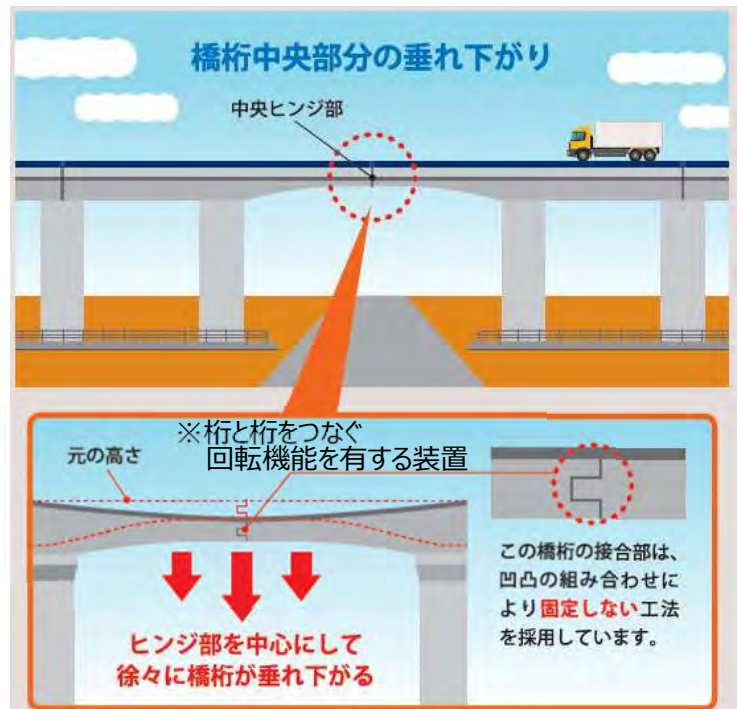 橋桁中央部分の垂れ下がり
中央ヒンジ部
※桁と桁をつなぐ
回転機能を有する装置
元の高さ
ヒンジ部を中心にして
徐々に橋桁が垂れ下がる
この橋桁の接合部は、
凹凸の組み合わせに
より固定しない工法
を採用しています。